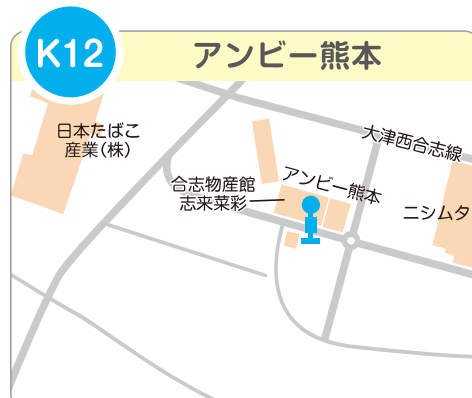 K12
アンビー熊本
日本たばこ
産業(株)
大津西合志線
アンビー熊本
合志物産館
志来菜彩
ニシムタ